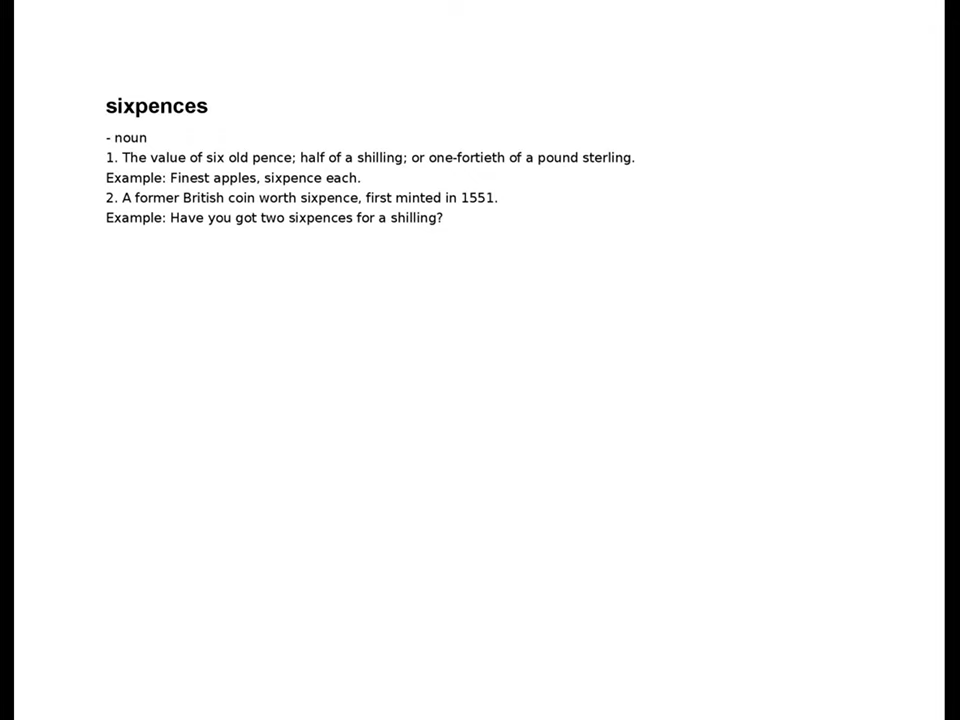 sixpences
- noun
1. The value of six old pence; half of a shilling; or one-fortieth of a pound sterling.
Example: Finest apples, sixpence each.
2. A former British coin worth sixpence, first minted in 1551.
Example: Have you got two sixpences for a shilling?